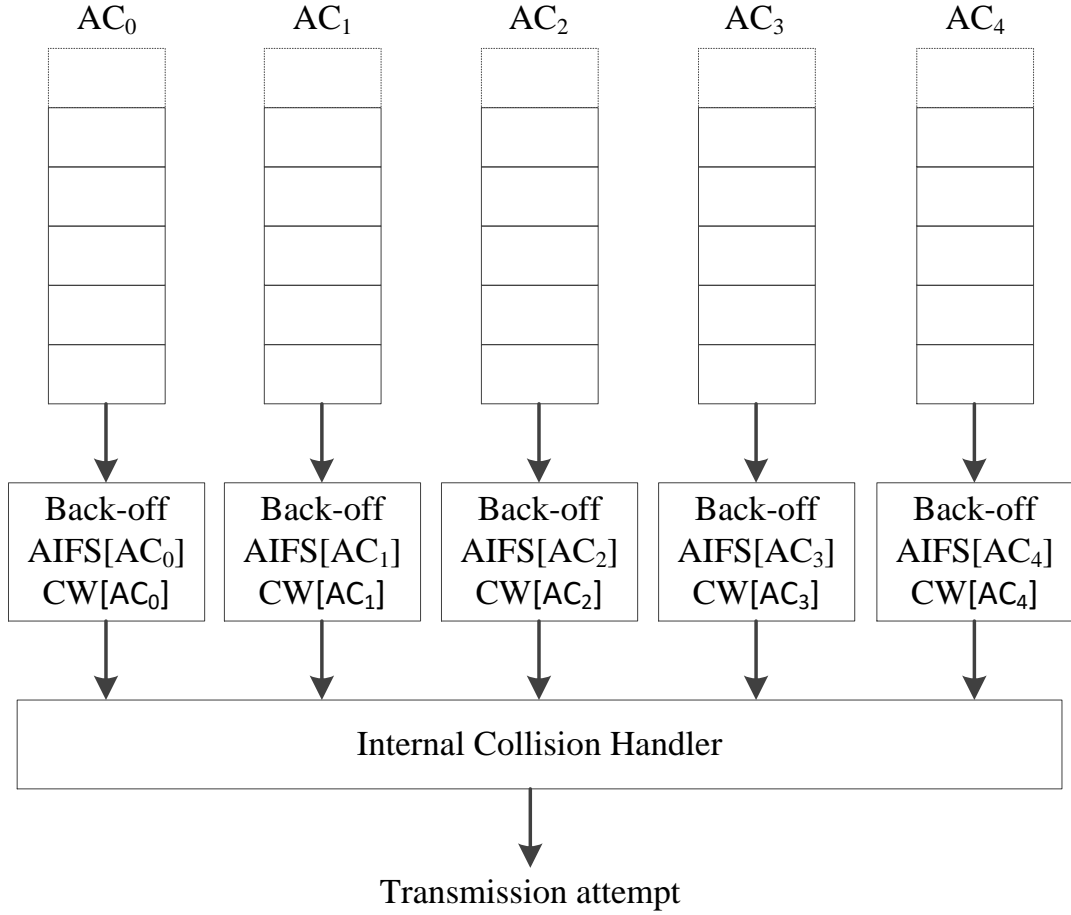 AC₀ AC₁ AC₂ AC₃ AC₄
Back-off Back-off Back-off Back-off Back-off
AIFS[AC₀] AIFS[AC₁] AIFS[AC₂] AIFS[AC₃] AIFS[AC₄]
CW[AC₀] CW[AC₁] CW[AC₂] CW[AC₃] CW[AC₄]
Internal Collision Handler
Transmission attempt